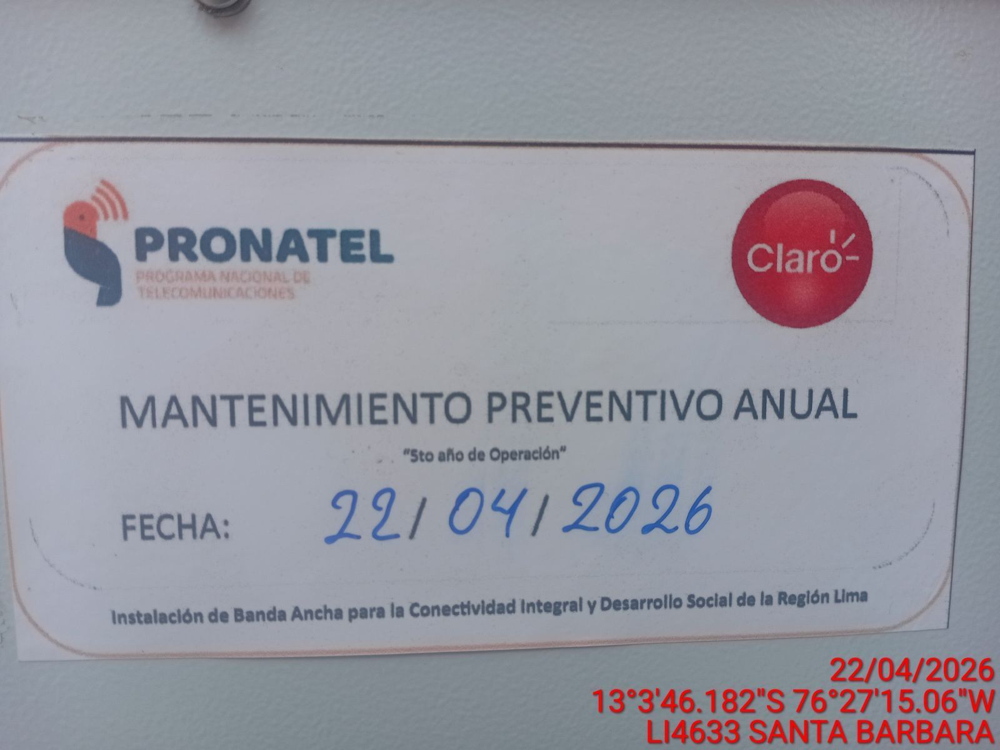 PRONATEL
PROGRAMA NACIONAL DE
TELECOMUNICACIONES
Claro
MANTENIMIENTO PREVENTIVO ANUAL
"5to año de Operación"
FECHA: 22/04/2026
Instalación de Banda Ancha para la Conectividad Integral y Desarrollo Social de la Región Lima
22/04/2026
13°3'46.182"S 76°27'15.06"W
LI4633 SANTA BARBARA